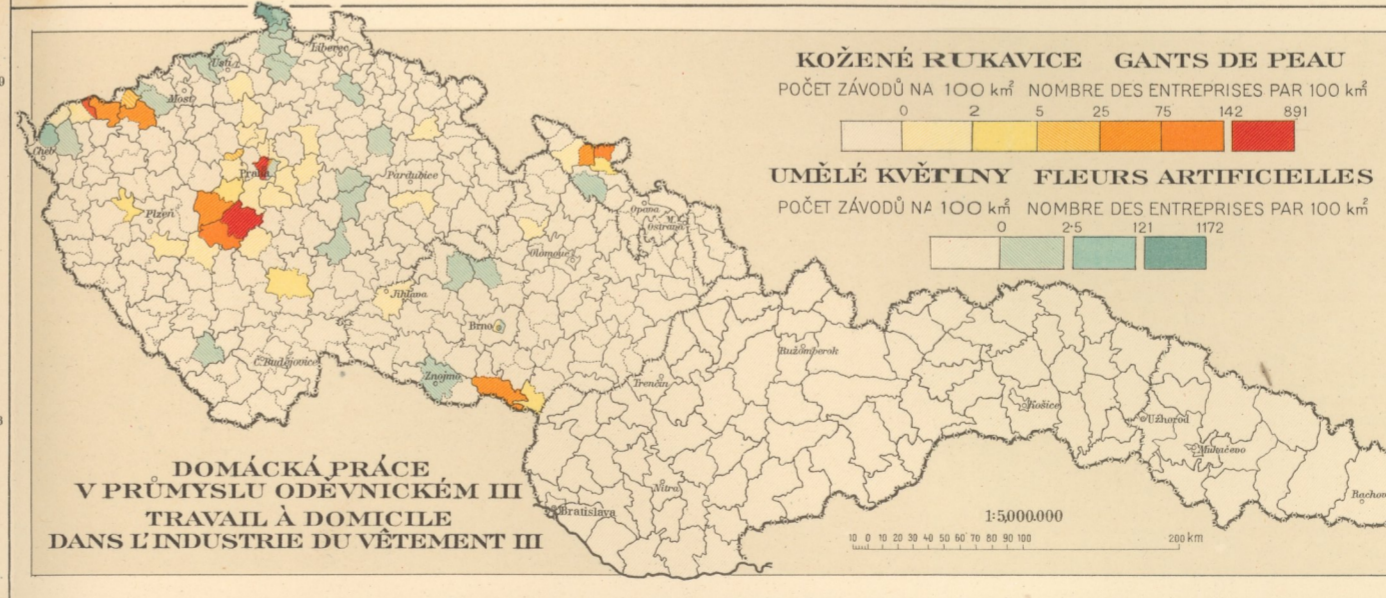 KOŽENÉ RUKAVICE GANTS DE PEAU
POČET ZÁVODŮ NA 100 km² NOMBRE DES ENTREPRISES PAR 100 km²
0 2 5 25 75 142 891
UMĚLÉ KVĚTINY FLEURS ARTIFICIELLES
POČET ZÁVODŮ NA 100 km² NOMBRE DES ENTREPRISES PAR 100 km²
0 2·5 121 1172
Liberec
Ústí
Most
Cheb
Praha
Pardubice
Plzeň
Opava
M.
Ostrava
Olomouc
Jihlava
Brno
Č. Budějovice
Znojmo
Ružomberok
Trenčín
Košice
Užhorod
Mukačevo
Nitra
Bratislava
Rachov
DOMÁCKÁ PRÁCE
V PRŮMYSLU ODĚVNICKÉM III
TRAVAIL À DOMICILE
DANS L'INDUSTRIE DU VÊTEMENT III
1:5,000.000
10 0 10 20 30 40 50 60 70 80 90 100 200 km